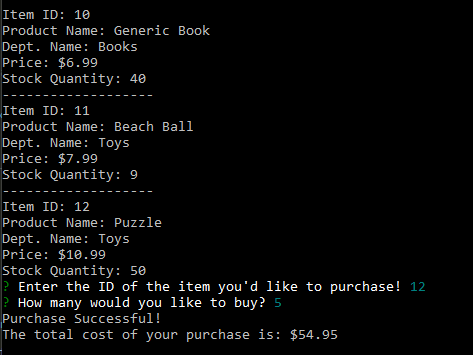 Item ID: 10
Product Name: Generic Book
Dept. Name: Books
Price: $6.99
Stock Quantity: 40
-------------------
Item ID: 11
Product Name: Beach Ball
Dept. Name: Toys
Price: $7.99
Stock Quantity: 9
-------------------
Item ID: 12
Product Name: Puzzle
Dept. Name: Toys
Price: $10.99
Stock Quantity: 50
? Enter the ID of the item you'd like to purchase! 12
? How many would you like to buy? 5
Purchase Successful!
The total cost of your purchase is: $54.95